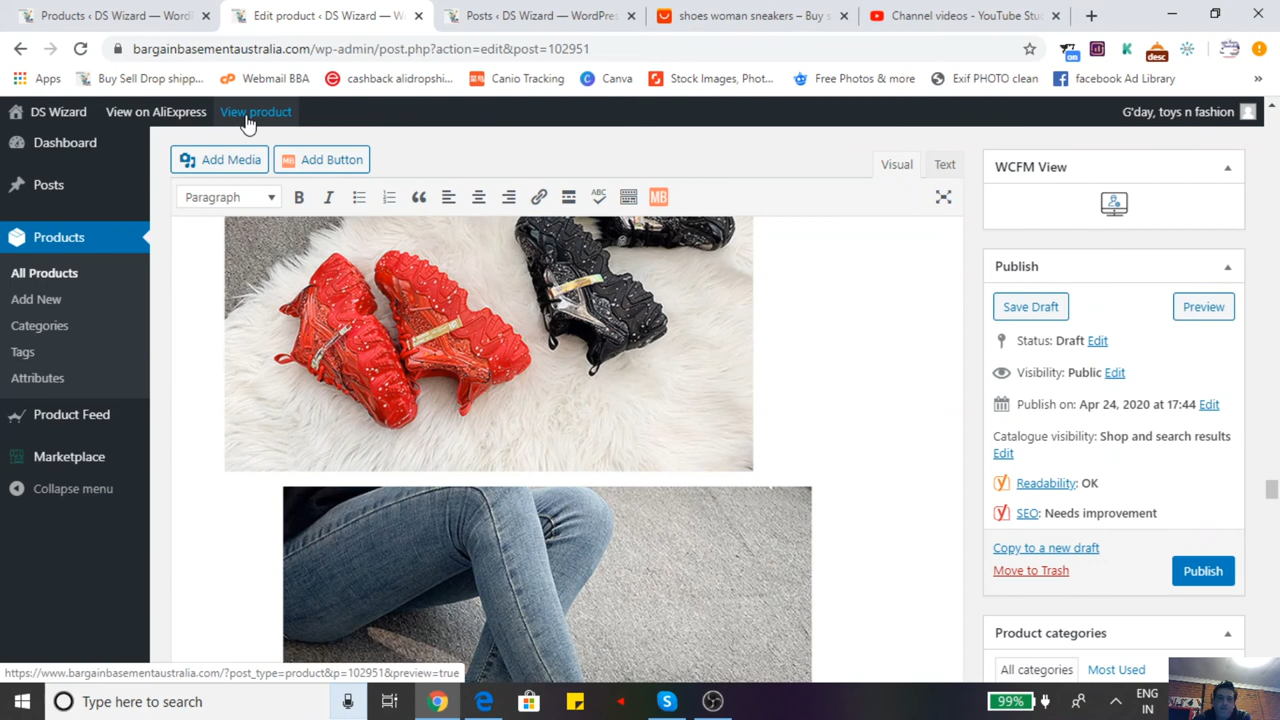 Products ‹ DS Wizard — Wordl
Edit product ‹ DS Wizard — W
Posts ‹ DS Wizard — WordPres
shoes woman sneakers – Buy s
Channel videos - YouTube Stu
bargainbasementaustralia.com/wp-admin/post.php?action=edit&post=102951
on
desc
Apps
Buy Sell Drop shipp...
Webmail BBA
cashback alidropshi...
Canio Tracking
Canva
Stock Images, Phot...
Free Photos & more
Exif PHOTO clean
facebook Ad Library
»
DS Wizard
View on AliExpress
View product
G'day, toys n fashion
Dashboard
Posts
Products
All Products
Add New
Categories
Tags
Attributes
Product Feed
Marketplace
Collapse menu
Add Media
MB Add Button
Visual
Text
Paragraph
B
I
ABC
MB
WCFM View
Publish
Save Draft
Preview
Status: Draft Edit
Visibility: Public Edit
Publish on: Apr 24, 2020 at 17:44 Edit
Catalogue visibility: Shop and search results
Edit
Readability: OK
SEO: Needs improvement
Copy to a new draft
Move to Trash
Publish
Product categories
All categories
Most Used
https://www.bargainbasementaustralia.com/?post_type=product&p=102951&preview=true
Type here to search
99%
ENG
IN